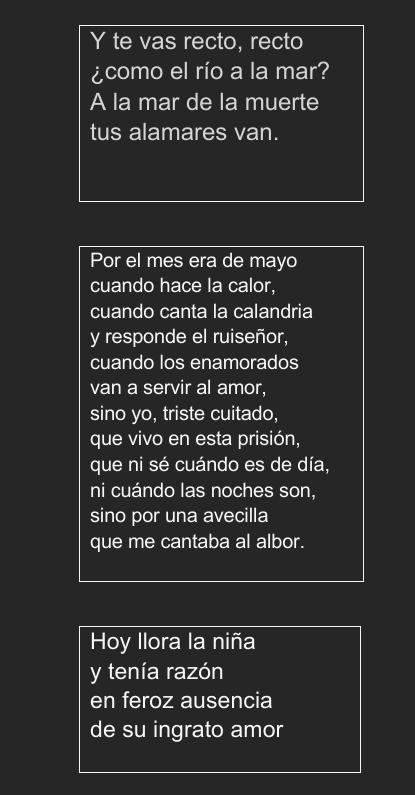 Y te vas recto, recto
¿como el río a la mar?
A la mar de la muerte
tus alamares van.
Por el mes era de mayo
cuando hace la calor,
cuando canta la calandria
y responde el ruiseñor,
cuando los enamorados
van a servir al amor,
sino yo, triste cuitado,
que vivo en esta prisión,
que ni sé cuándo es de día,
ni cuándo las noches son,
sino por una avecilla
que me cantaba al albor.
Hoy llora la niña
y tenía razón
en feroz ausencia
de su ingrato amor